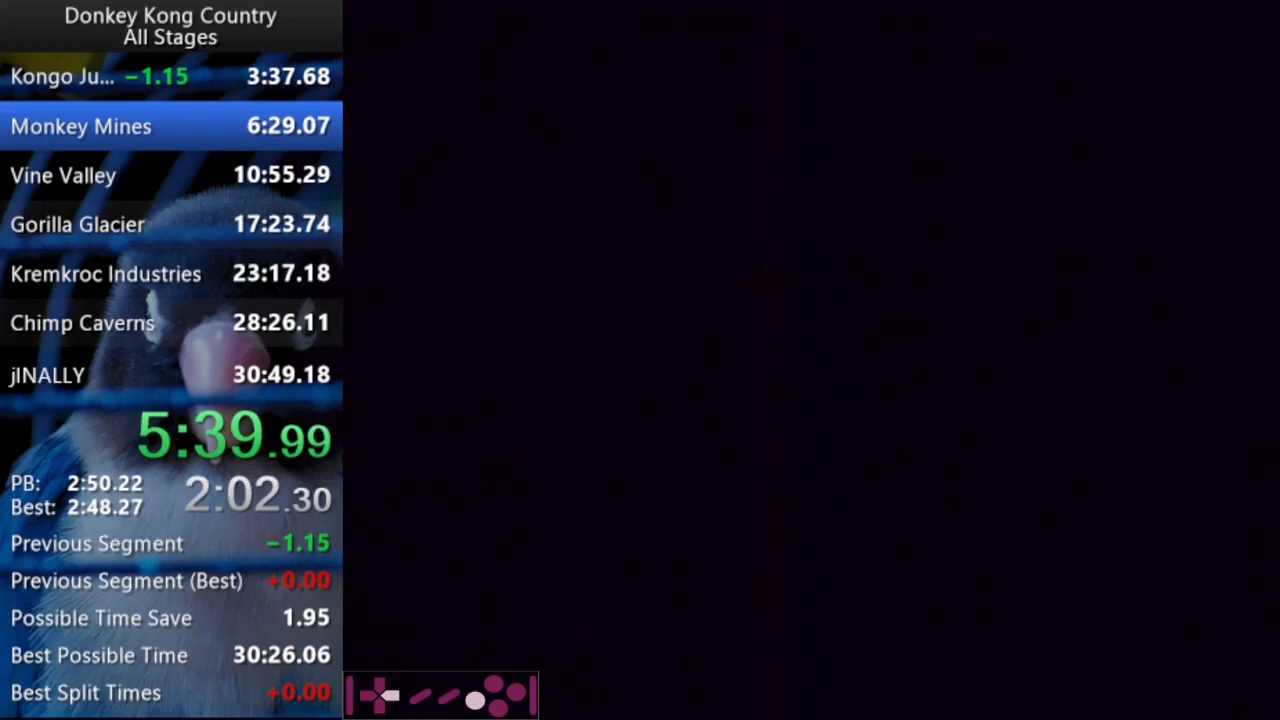 Donkey Kong Country
All Stages
Kongo Ju... −1.15 3:37.68
Monkey Mines 6:29.07
Vine Valley 10:55.29
Gorilla Glacier 17:23.74
Kremkroc Industries 23:17.18
Chimp Caverns 28:26.11
jINALLY 30:49.18
5:39.99
PB: 2:50.22 2:02.30
Best: 2:48.27
Previous Segment −1.15
Previous Segment (Best) +0.00
Possible Time Save 1.95
Best Possible Time 30:26.06
Best Split Times +0.00